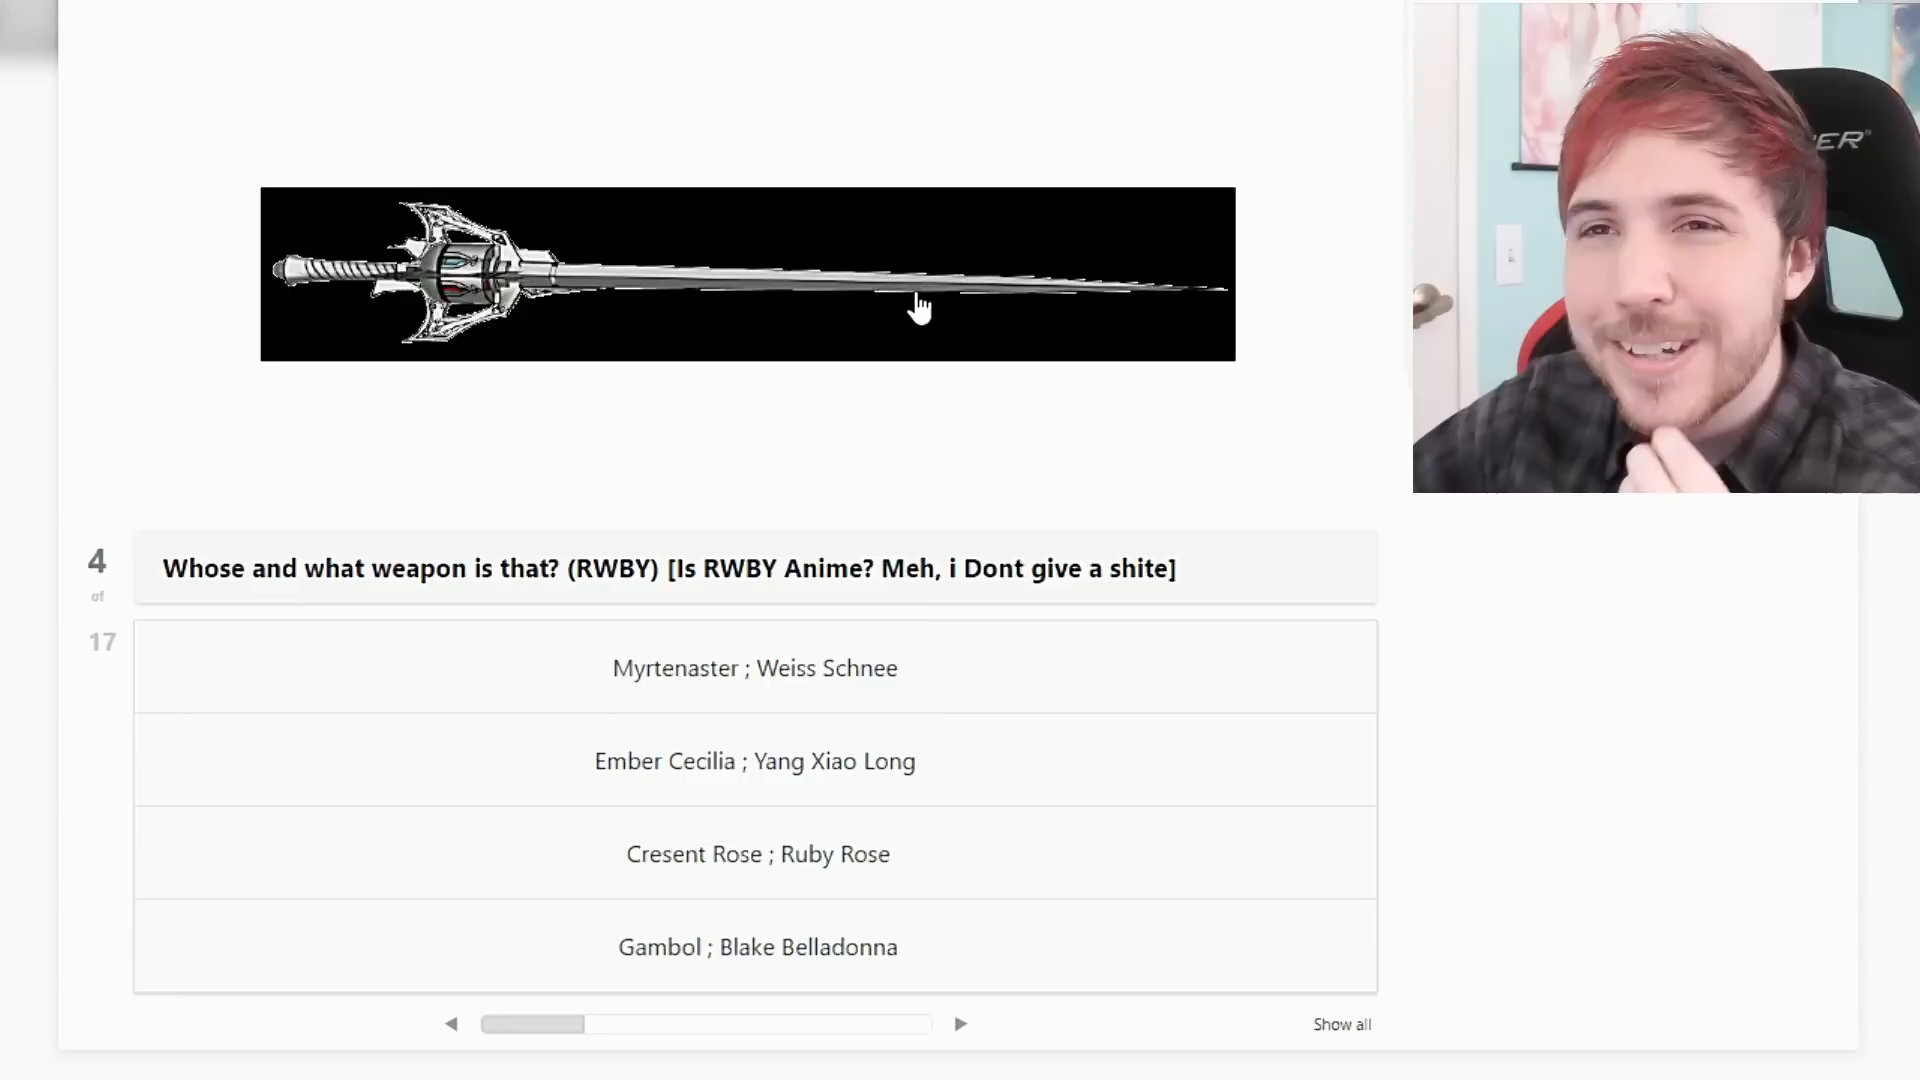 ER
4
of
17
Whose and what weapon is that? (RWBY) [Is RWBY Anime? Meh, i Dont give a shite]
Myrtenaster ; Weiss Schnee
Ember Cecilia ; Yang Xiao Long
Cresent Rose ; Ruby Rose
Gambol ; Blake Belladonna
Show all